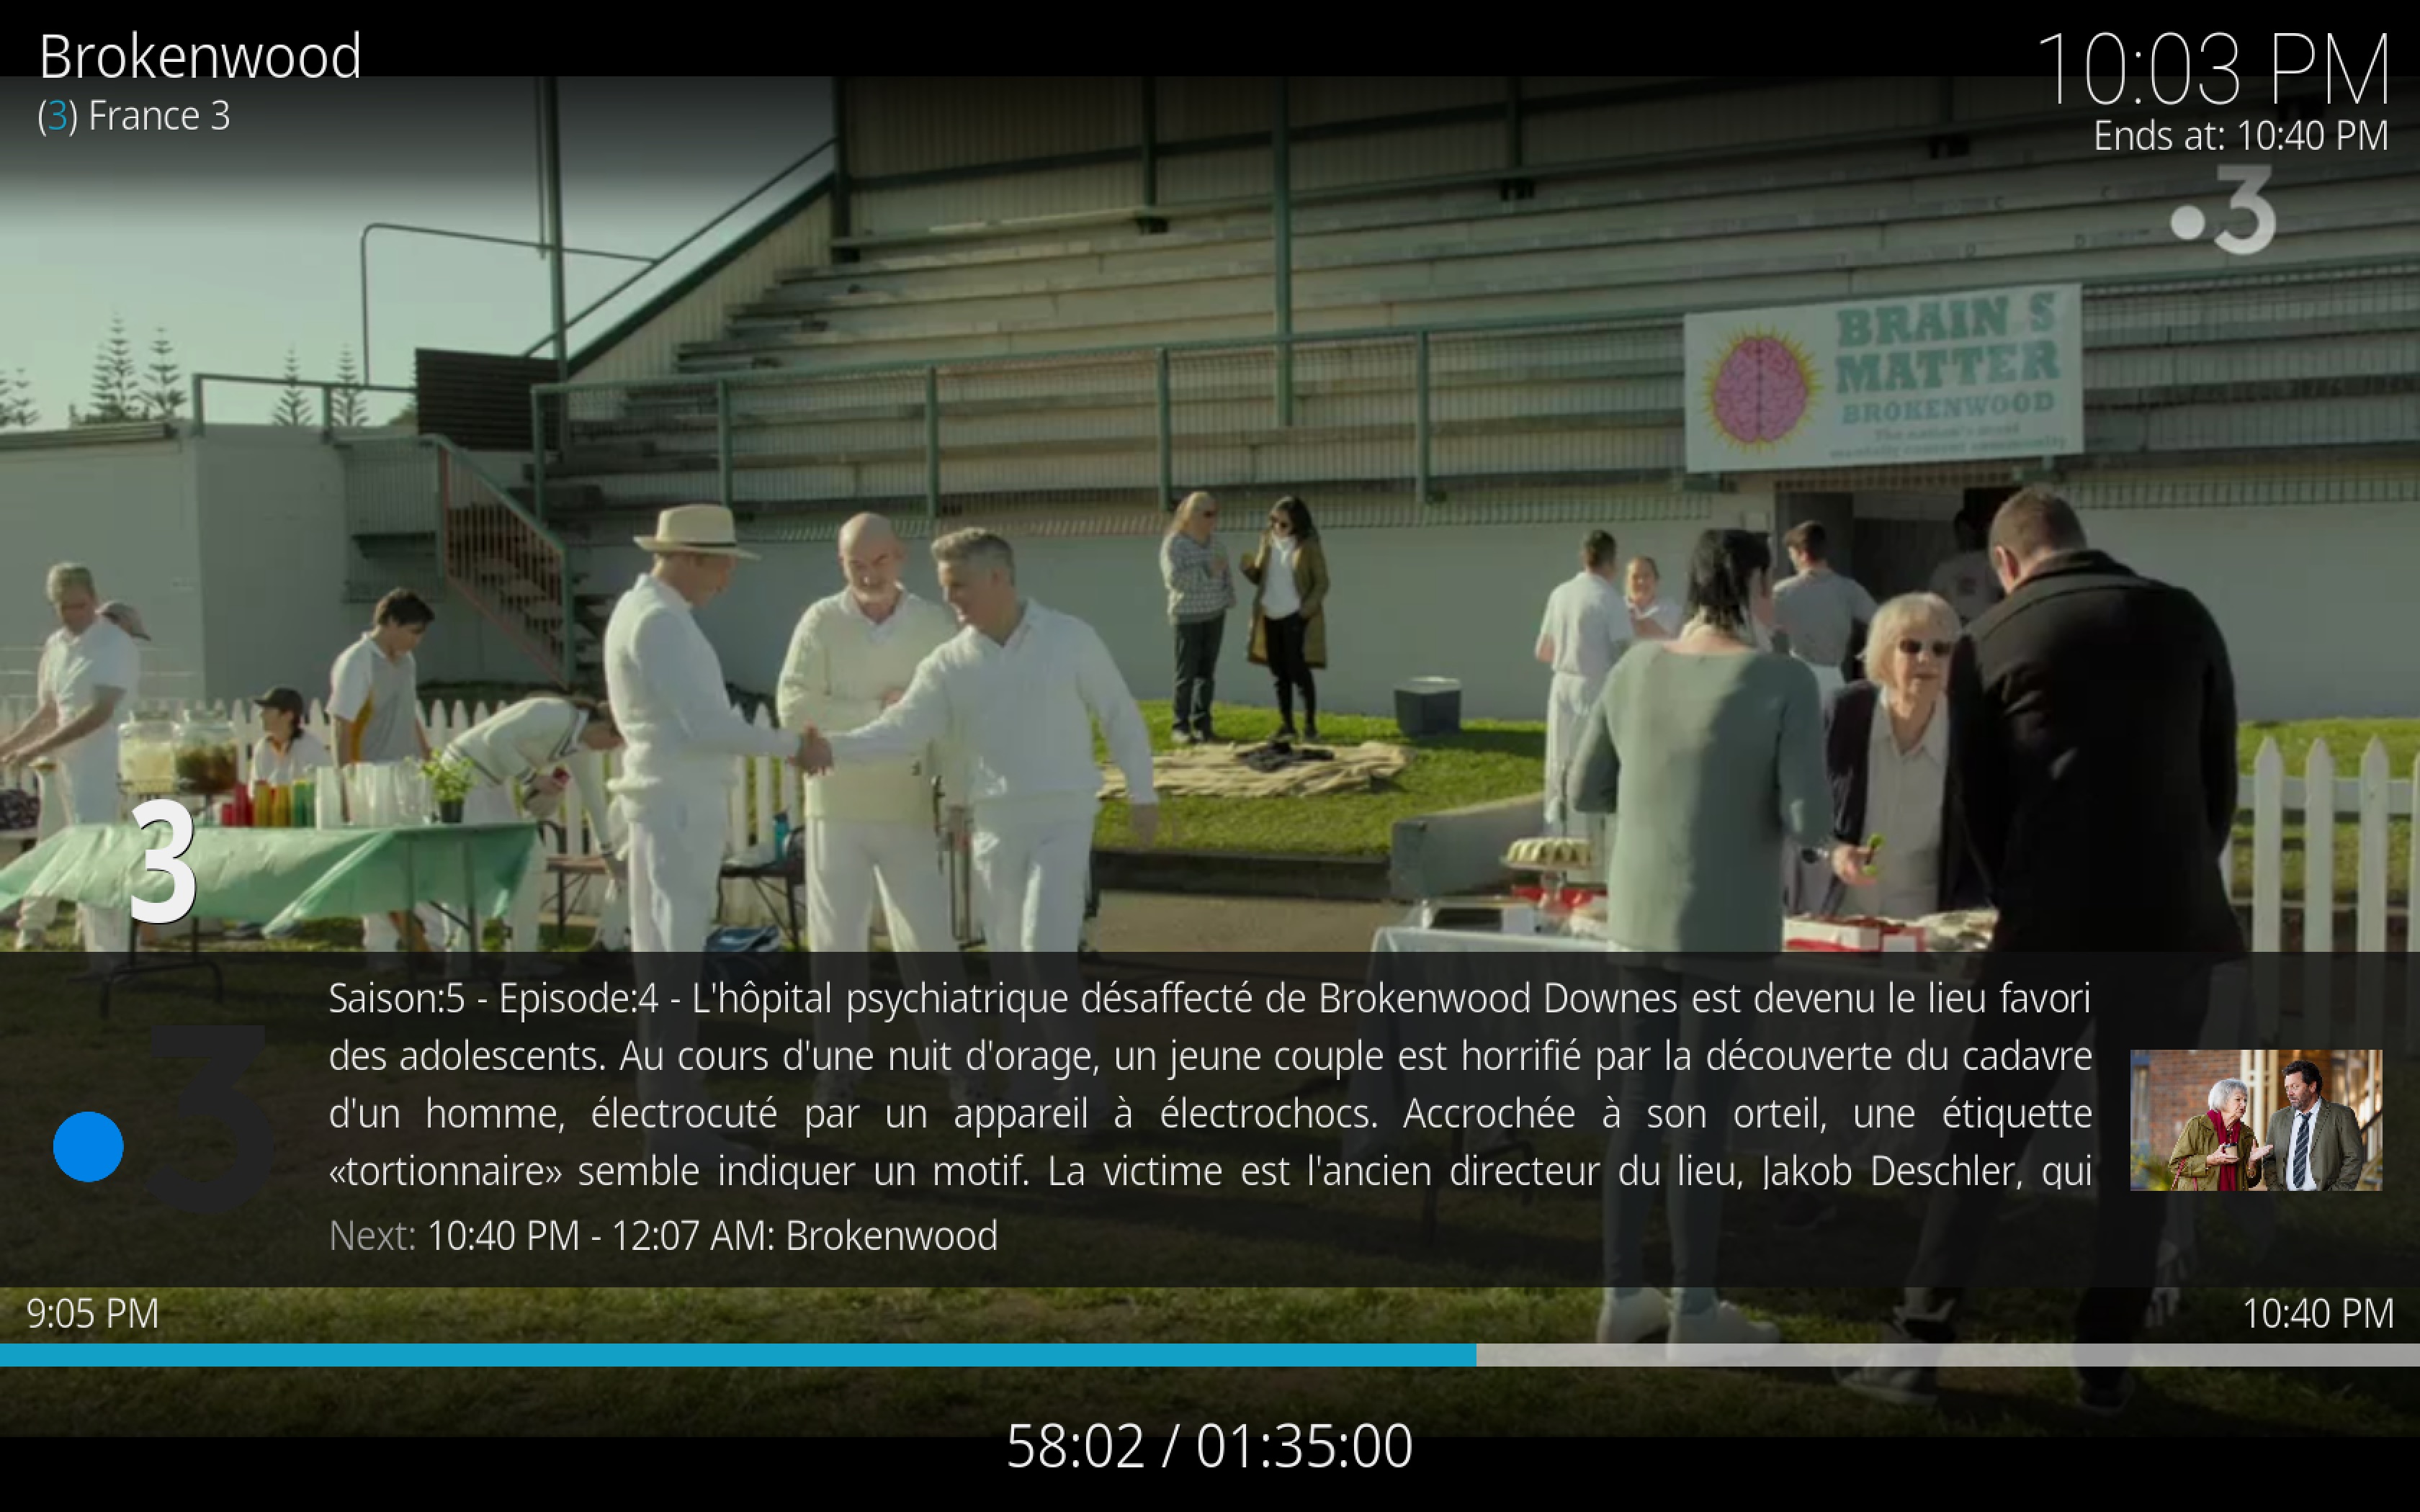 Brokenwood
(3) France 3
10:03 PM
Ends at: 10:40 PM
3
BRAINS
MATTER
BROKENWOOD
3
Saison:5 - Episode:4 - L'hôpital psychiatrique désaffecté de Brokenwood Downes est devenu le lieu favori
des adolescents. Au cours d'une nuit d'orage, un jeune couple est horrifié par la découverte du cadavre
d'un homme, électrocuté par un appareil à électrochocs. Accrochée à son orteil, une étiquette
«tortionnaire» semble indiquer un motif. La victime est l'ancien directeur du lieu, Jakob Deschler, qui
3
Next: 10:40 PM - 12:07 AM: Brokenwood
9:05 PM
10:40 PM
58:02 / 01:35:00